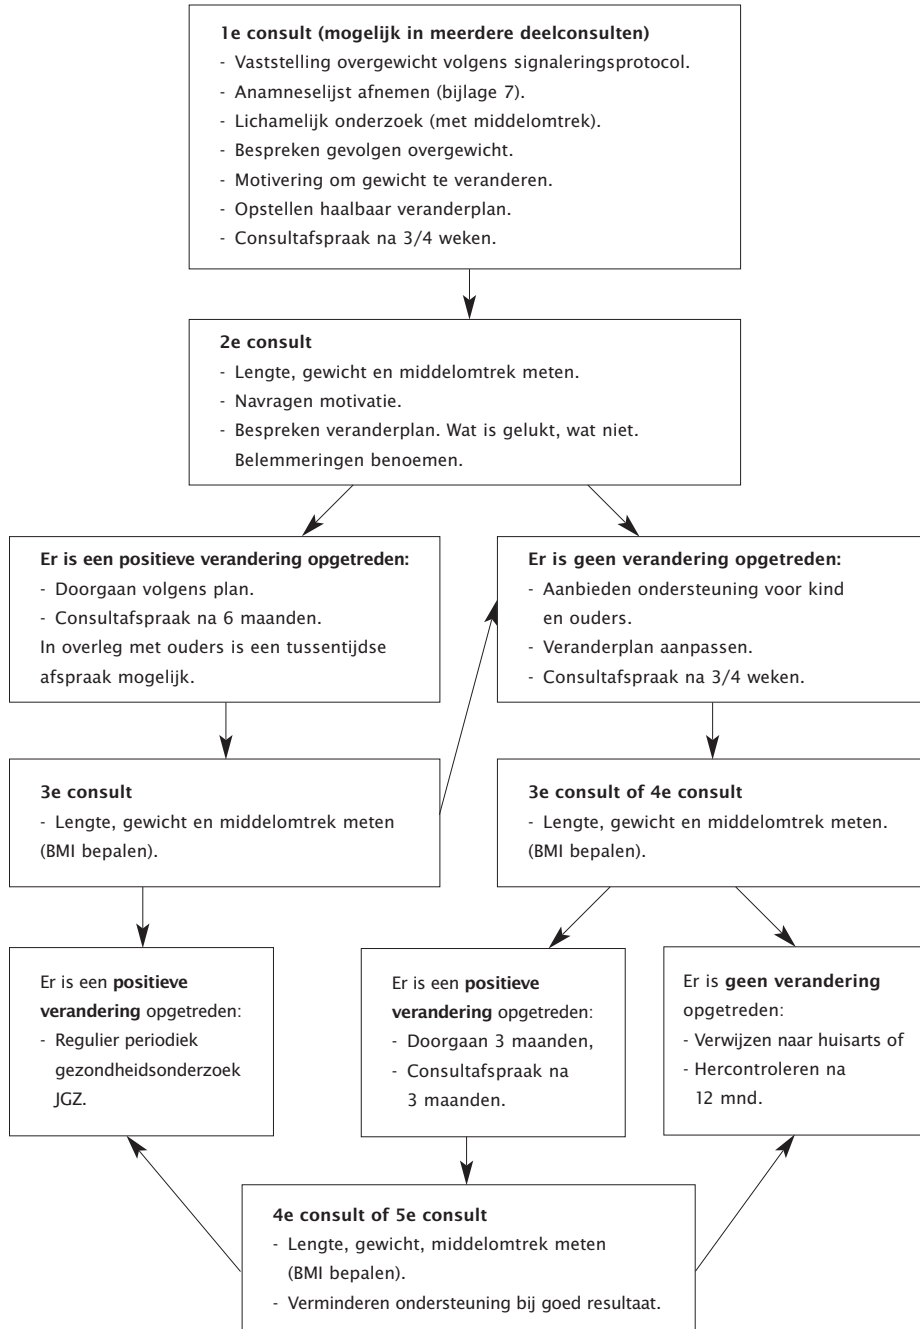 1e consult (mogelijk in meerdere deelconsulten)
- Vaststelling overgewicht volgens signaleringsprotocol.
- Anamneselijst afnemen (bijlage 7).
- Lichamelijk onderzoek (met middelomtrek).
- Bespreken gevolgen overgewicht.
- Motivering om gewicht te veranderen.
- Opstellen haalbaar veranderplan.
- Consultafspraak na 3/4 weken.
2e consult
- Lengte, gewicht en middelomtrek meten.
- Navragen motivatie.
- Bespreken veranderplan. Wat is gelukt, wat niet.
Belemmeringen benoemen.
Er is een positieve verandering opgetreden:
- Doorgaan volgens plan.
- Consultafspraak na 6 maanden.
In overleg met ouders is een tussentijdse
afspraak mogelijk.
Er is geen verandering opgetreden:
- Aanbieden ondersteuning voor kind
en ouders.
- Veranderplan aanpassen.
- Consultafspraak na 3/4 weken.
3e consult
- Lengte, gewicht en middelomtrek meten
(BMI bepalen).
3e consult of 4e consult
- Lengte, gewicht en middelomtrek meten.
(BMI bepalen).
Er is een positieve
verandering opgetreden:
- Regulier periodiek
gezondheidsonderzoek
JGZ.
Er is een positieve
verandering opgetreden:
- Doorgaan 3 maanden,
- Consultafspraak na
3 maanden.
Er is geen verandering
opgetreden:
- Verwijzen naar huisarts of
- Hercontroleren na
12 mnd.
4e consult of 5e consult
- Lengte, gewicht, middelomtrek meten
(BMI bepalen).
- Verminderen ondersteuning bij goed resultaat.